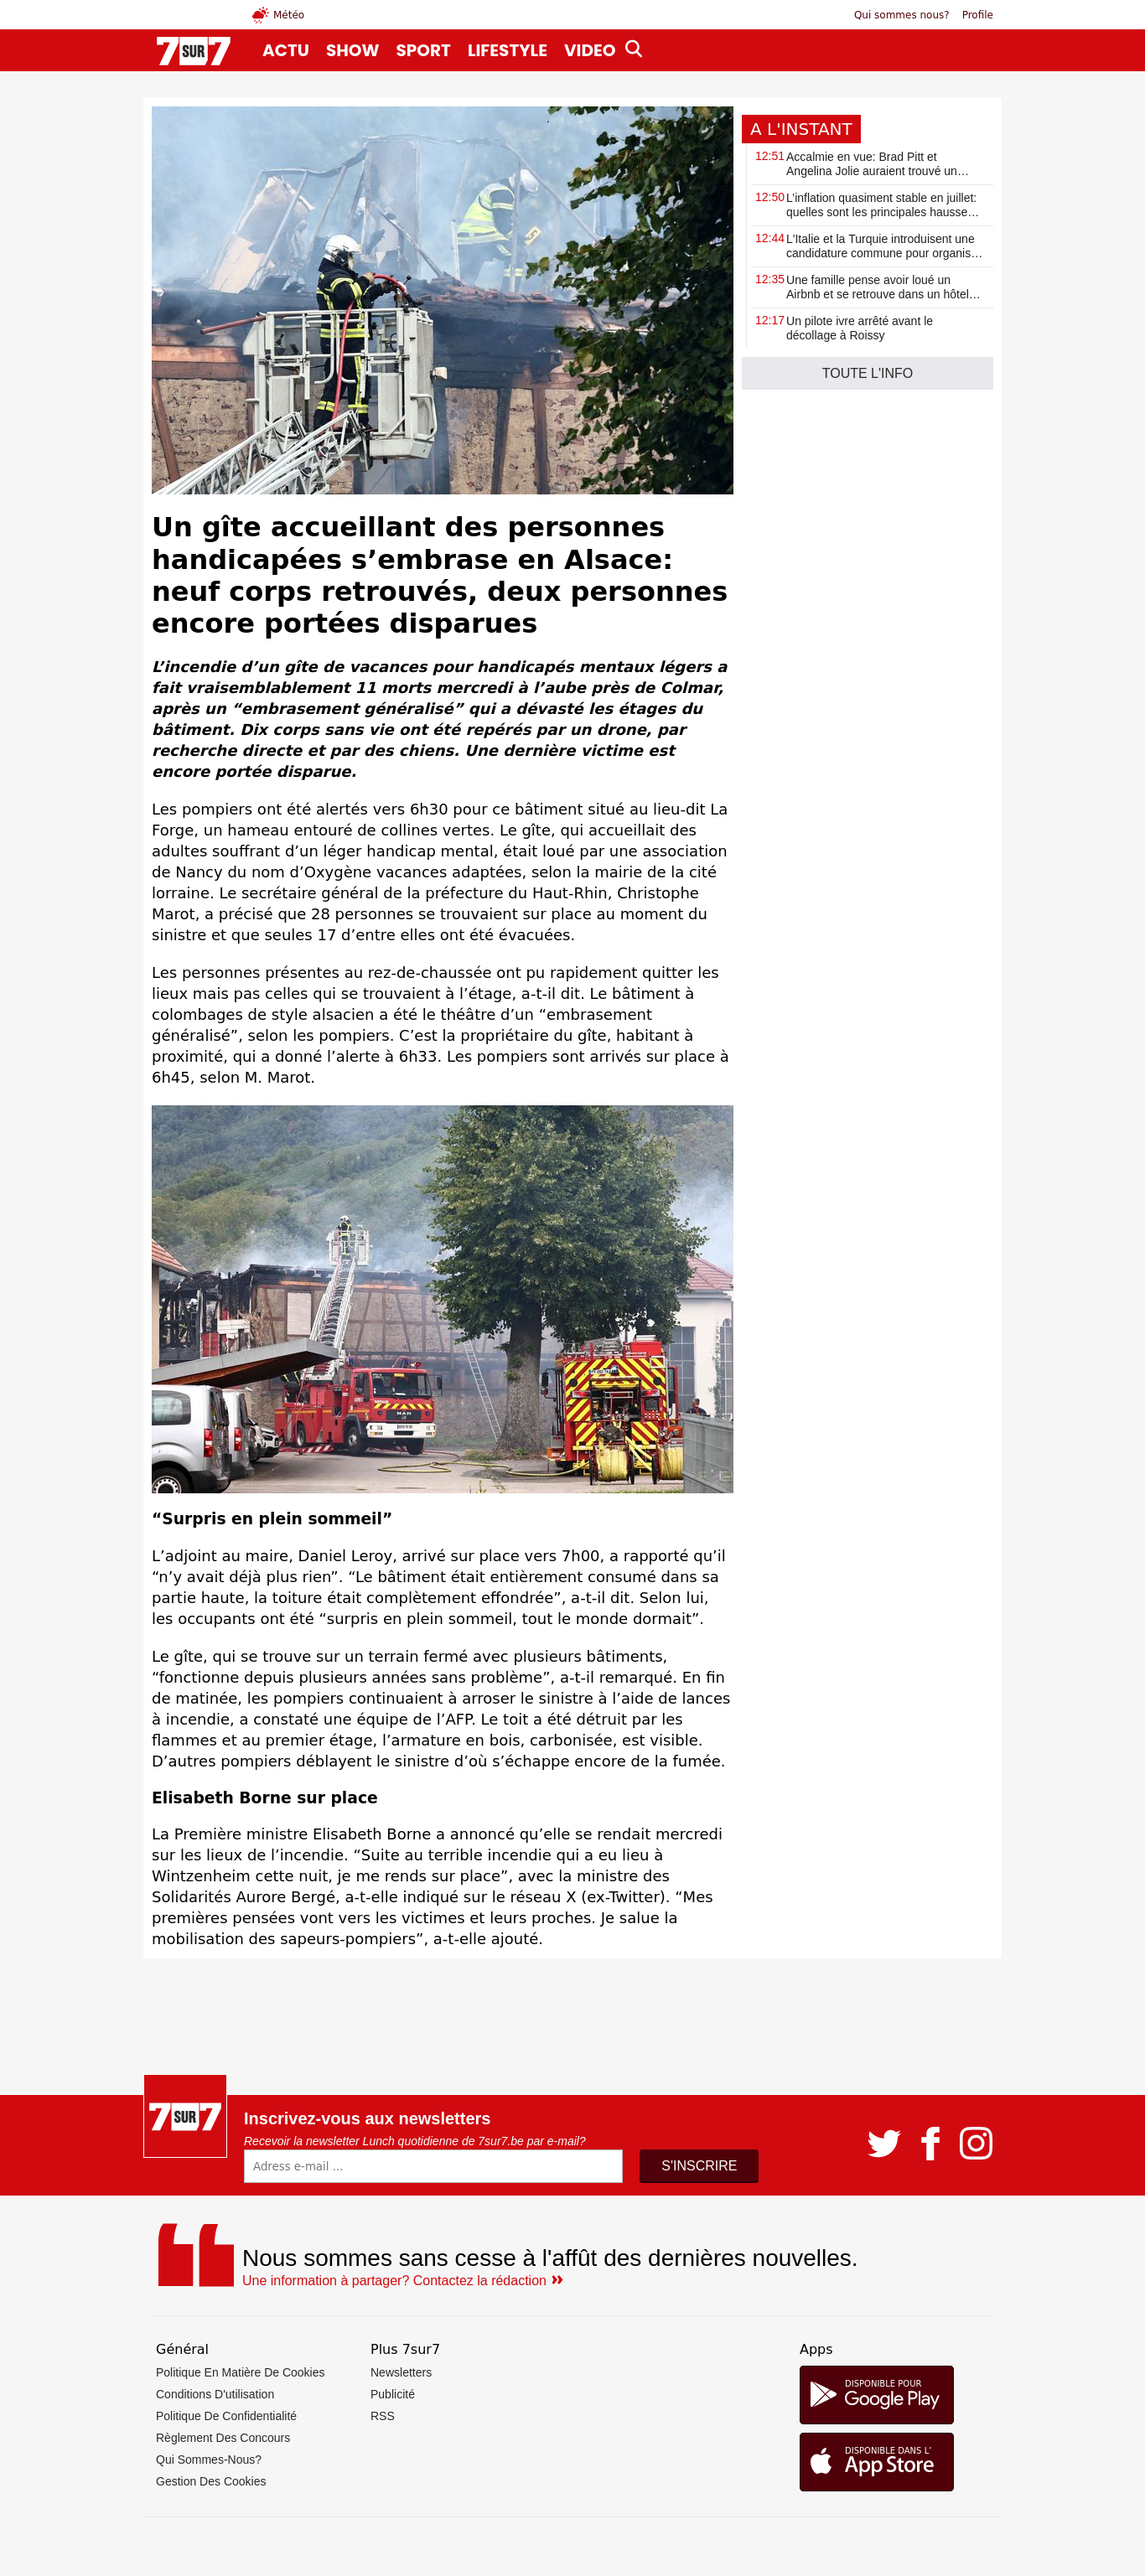 Météo
Qui sommes nous? Profile
7SUR7 ACTU SHOW SPORT LIFESTYLE VIDEO
A L'INSTANT
12:51 Accalmie en vue: Brad Pitt et
Angelina Jolie auraient trouvé un…
12:50 L'inflation quasiment stable en juillet:
quelles sont les principales hausse…
12:44 L'Italie et la Turquie introduisent une
candidature commune pour organis…
12:35 Une famille pense avoir loué un
Airbnb et se retrouve dans un hôtel…
12:17 Un pilote ivre arrêté avant le
décollage à Roissy
TOUTE L'INFO
Un gîte accueillant des personnes
handicapées s’embrase en Alsace:
neuf corps retrouvés, deux personnes
encore portées disparues
L’incendie d’un gîte de vacances pour handicapés mentaux légers a
fait vraisemblablement 11 morts mercredi à l’aube près de Colmar,
après un “embrasement généralisé” qui a dévasté les étages du
bâtiment. Dix corps sans vie ont été repérés par un drone, par
recherche directe et par des chiens. Une dernière victime est
encore portée disparue.
Les pompiers ont été alertés vers 6h30 pour ce bâtiment situé au lieu-dit La
Forge, un hameau entouré de collines vertes. Le gîte, qui accueillait des
adultes souffrant d’un léger handicap mental, était loué par une association
de Nancy du nom d’Oxygène vacances adaptées, selon la mairie de la cité
lorraine. Le secrétaire général de la préfecture du Haut-Rhin, Christophe
Marot, a précisé que 28 personnes se trouvaient sur place au moment du
sinistre et que seules 17 d’entre elles ont été évacuées.
Les personnes présentes au rez-de-chaussée ont pu rapidement quitter les
lieux mais pas celles qui se trouvaient à l’étage, a-t-il dit. Le bâtiment à
colombages de style alsacien a été le théâtre d’un “embrasement
généralisé”, selon les pompiers. C’est la propriétaire du gîte, habitant à
proximité, qui a donné l’alerte à 6h33. Les pompiers sont arrivés sur place à
6h45, selon M. Marot.
MAN
“Surpris en plein sommeil”
L’adjoint au maire, Daniel Leroy, arrivé sur place vers 7h00, a rapporté qu’il
“n’y avait déjà plus rien”. “Le bâtiment était entièrement consumé dans sa
partie haute, la toiture était complètement effondrée”, a-t-il dit. Selon lui,
les occupants ont été “surpris en plein sommeil, tout le monde dormait”.
Le gîte, qui se trouve sur un terrain fermé avec plusieurs bâtiments,
“fonctionne depuis plusieurs années sans problème”, a-t-il remarqué. En fin
de matinée, les pompiers continuaient à arroser le sinistre à l’aide de lances
à incendie, a constaté une équipe de l’AFP. Le toit a été détruit par les
flammes et au premier étage, l’armature en bois, carbonisée, est visible.
D’autres pompiers déblayent le sinistre d’où s’échappe encore de la fumée.
Elisabeth Borne sur place
La Première ministre Elisabeth Borne a annoncé qu’elle se rendait mercredi
sur les lieux de l’incendie. “Suite au terrible incendie qui a eu lieu à
Wintzenheim cette nuit, je me rends sur place”, avec la ministre des
Solidarités Aurore Bergé, a-t-elle indiqué sur le réseau X (ex-Twitter). “Mes
premières pensées vont vers les victimes et leurs proches. Je salue la
mobilisation des sapeurs-pompiers”, a-t-elle ajouté.
7SUR7
Inscrivez-vous aux newsletters
Recevoir la newsletter Lunch quotidienne de 7sur7.be par e-mail?
Adress e-mail ...
S'INSCRIRE
Nous sommes sans cesse à l'affût des dernières nouvelles.
Une information à partager? Contactez la rédaction »
Général
Politique En Matière De Cookies
Conditions D'utilisation
Politique De Confidentialité
Règlement Des Concours
Qui Sommes-Nous?
Gestion Des Cookies
Plus 7sur7
Newsletters
Publicité
RSS
Apps
DISPONIBLE POUR
Google Play
DISPONIBLE DANS L’
App Store